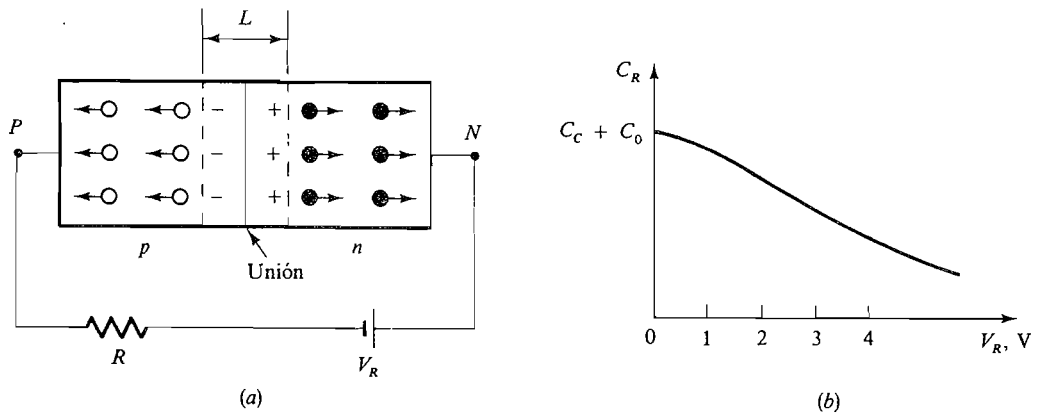 L
P
N
− +
− +
− +
p
n
Unión
R
V_R
(a)
C_R
C_C + C_0
0 1 2 3 4 V_R, V
(b)